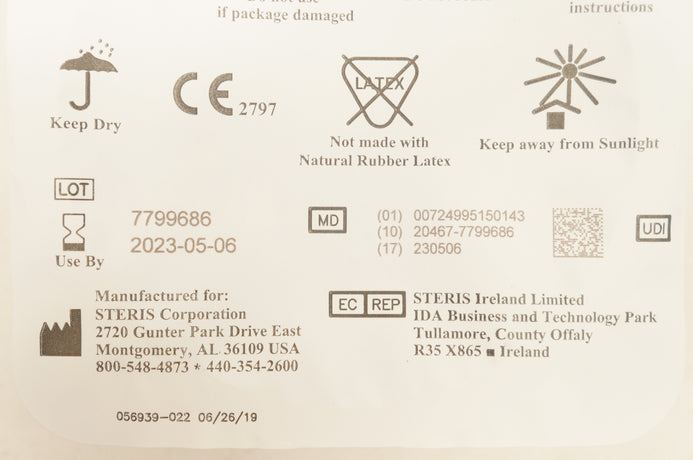 if package damaged
instructions
Keep Dry
CE 2797
LATEX
Not made with
Natural Rubber Latex
Keep away from Sunlight
LOT
7799686
2023-05-06
Use By
MD
(01) 00724995150143
(10) 20467-7799686
(17) 230506
UDI
Manufactured for:
STERIS Corporation
2720 Gunter Park Drive East
Montgomery, AL 36109 USA
800-548-4873 * 440-354-2600
EC REP
STERIS Ireland Limited
IDA Business and Technology Park
Tullamore, County Offaly
R35 X865 ■ Ireland
056939-022 06/26/19